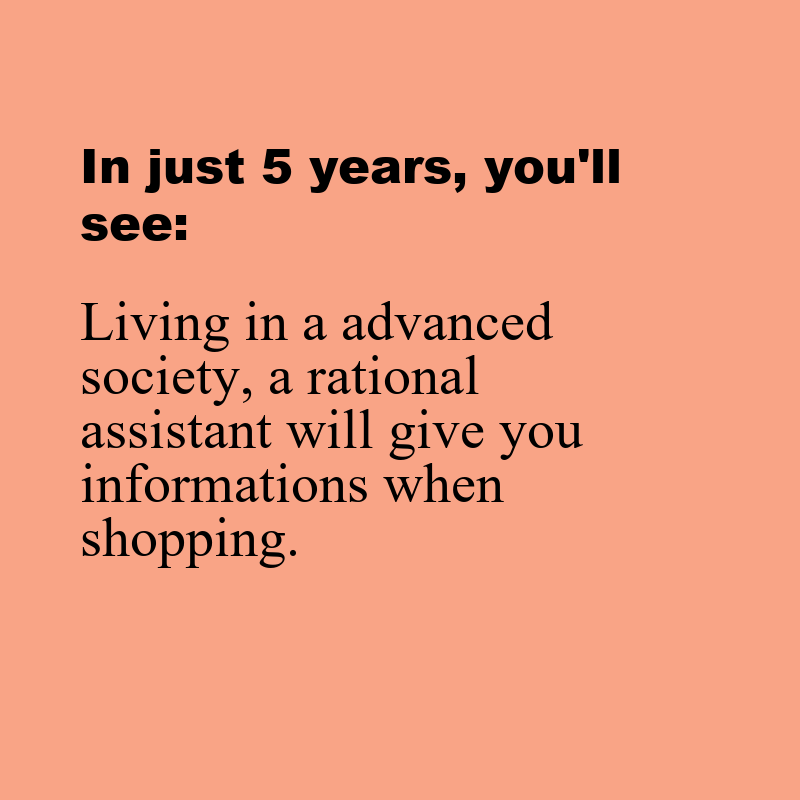 In just 5 years, you'll
see:
Living in a advanced
society, a rational
assistant will give you
informations when
shopping.